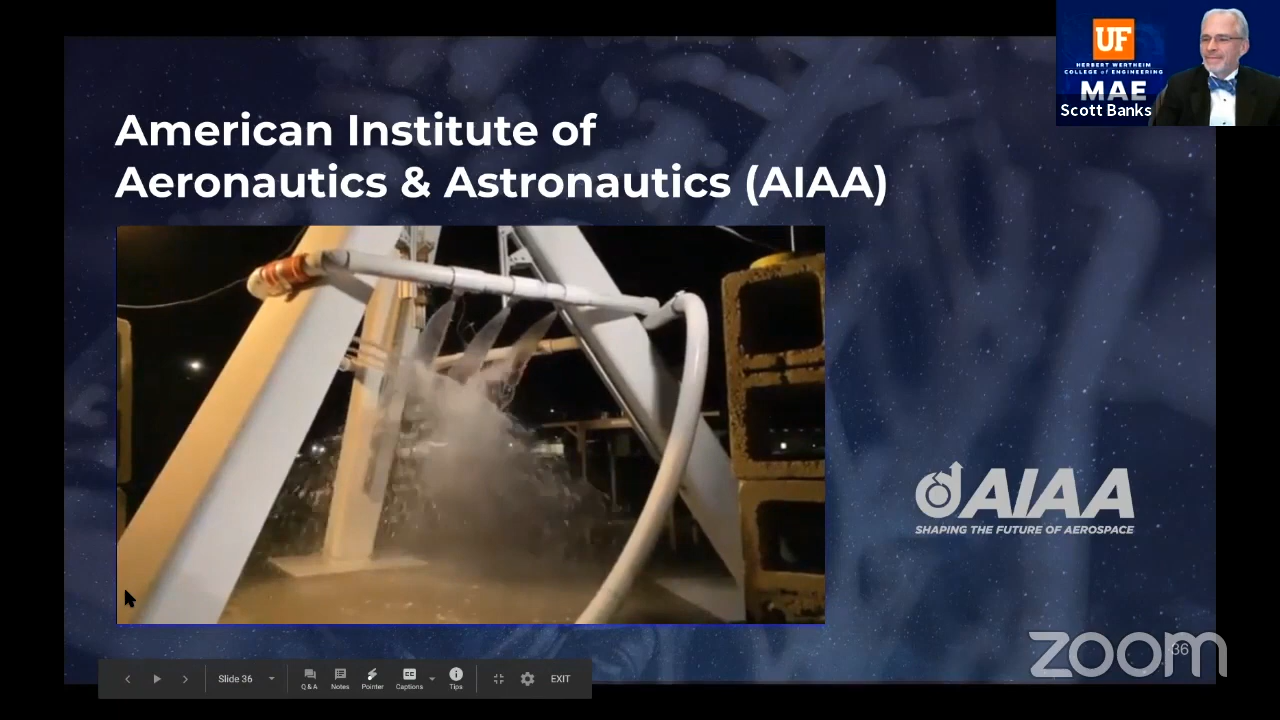 UF
HERBERT WERTHEIM
COLLEGE of ENGINEERING
MAE
Scott Banks
American Institute of
Aeronautics & Astronautics (AIAA)
AIAA
SHAPING THE FUTURE OF AEROSPACE
36
zoom
Slide 36
Q&A
Notes
Pointer
Captions
CC
Tips
EXIT